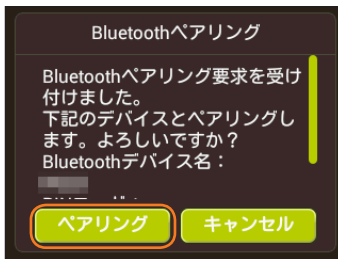 Bluetoothペアリング
Bluetoothペアリング要求を受け
付けました。
下記のデバイスとペアリングし
ます。よろしいですか？
Bluetoothデバイス名：
ペアリング
キャンセル